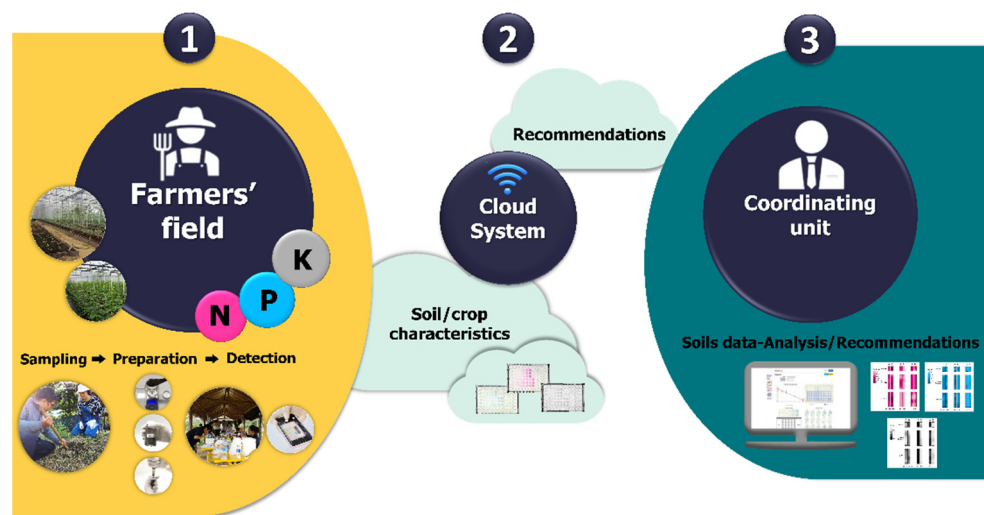 1
2
3
Farmers'
field
N
P
K
Sampling ➡ Preparation ➡ Detection
Recommendations
Cloud
System
Soil/crop
characteristics
Coordinating
unit
Soils data-Analysis/Recommendations